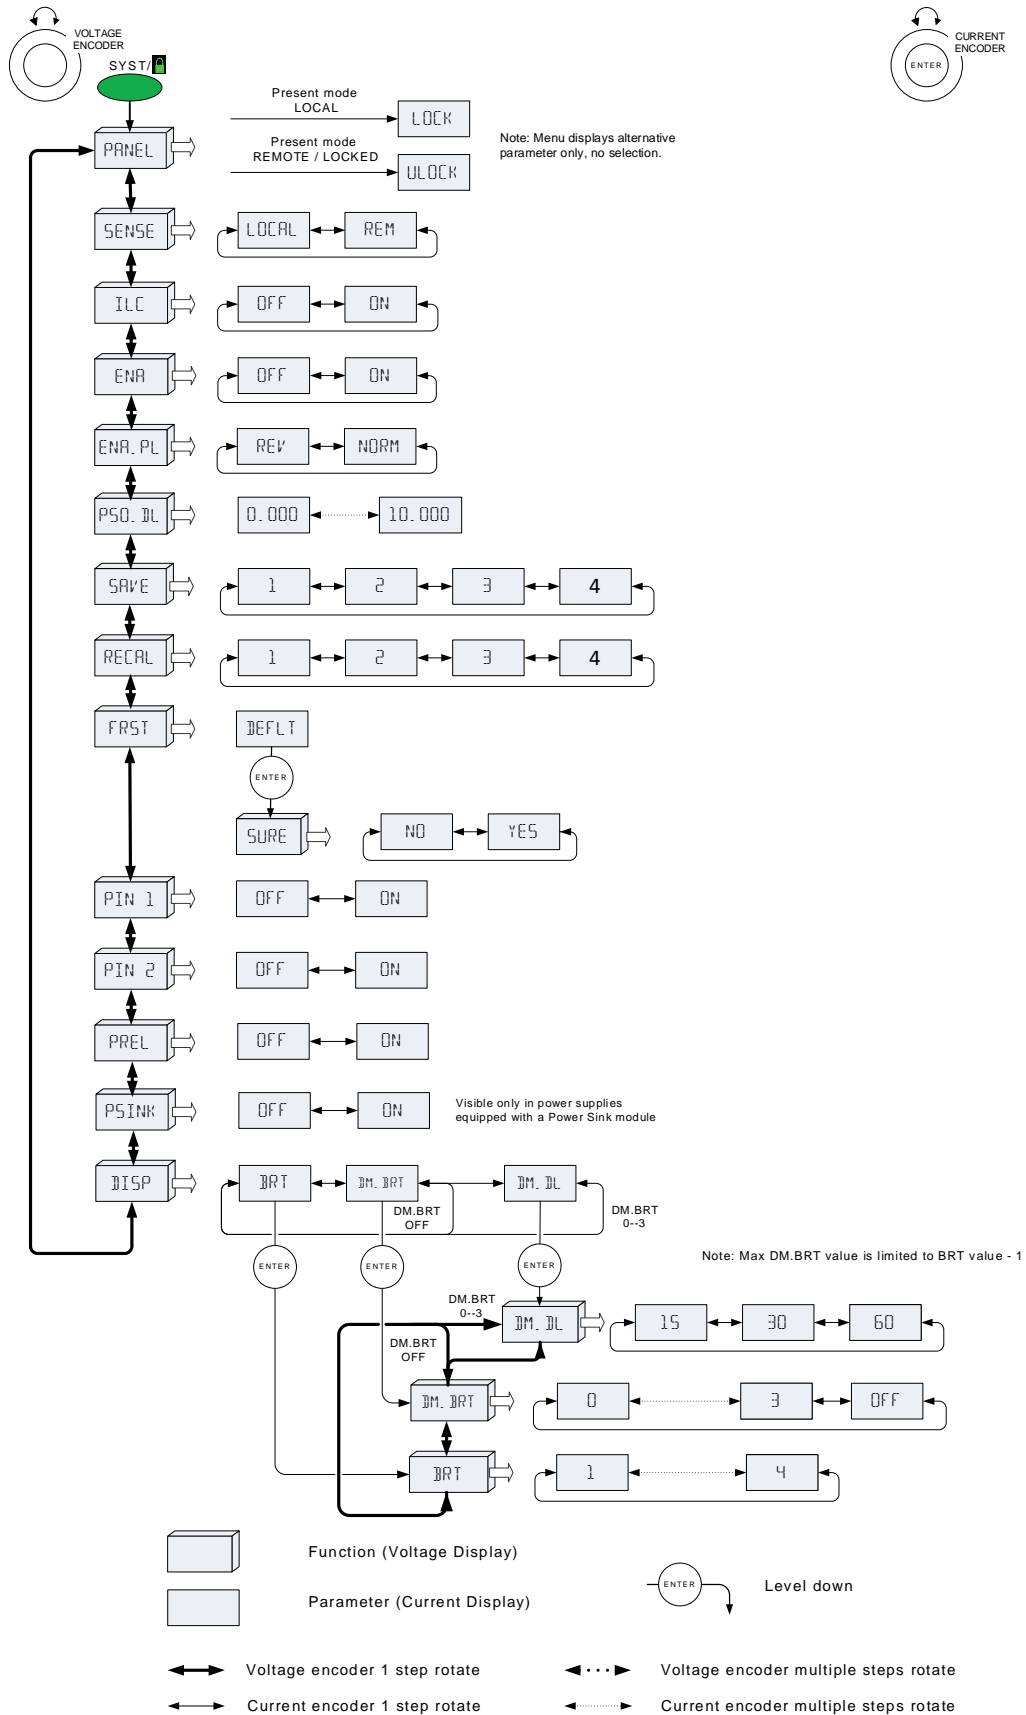 VOLTAGE
ENCODER
SYST/
ENTER
CURRENT
ENCODER
Present mode
LOCAL
LOCK
Present mode
REMOTE / LOCKED
ULOCK
Note: Menu displays alternative
parameter only, no selection.
PANEL
SENSE
LOCAL
REM
ILC
OFF
ON
ENA
OFF
ON
ENA.PL
REV
NORM
PSO.DL
0.000
10.000
SAVE
1
2
3
4
RECAL
1
2
3
4
FRST
DEFLT
ENTER
SURE
NO
YES
PIN 1
OFF
ON
PIN 2
OFF
ON
PREL
OFF
ON
PSINK
OFF
ON
Visible only in power supplies
equipped with a Power Sink module
DISP
BRT
DM.BRT
DM.DL
DM.BRT
OFF
DM.BRT
0--3
ENTER
ENTER
ENTER
Note: Max DM.BRT value is limited to BRT value - 1
DM.BRT
0--3
DM.DL
15
30
60
DM.BRT
OFF
DM.BRT
0
3
OFF
BRT
1
4
Function (Voltage Display)
Parameter (Current Display)
ENTER
Level down
Voltage encoder 1 step rotate
Voltage encoder multiple steps rotate
Current encoder 1 step rotate
Current encoder multiple steps rotate